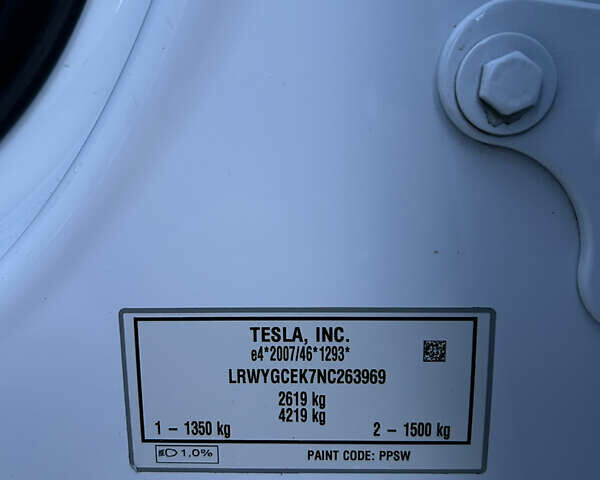 TESLA, INC.
e4*2007/46*1293*
LRWYGCEK7NC263969
2619 kg
4219 kg
1 – 1350 kg 2 – 1500 kg
1,0% PAINT CODE: PPSW